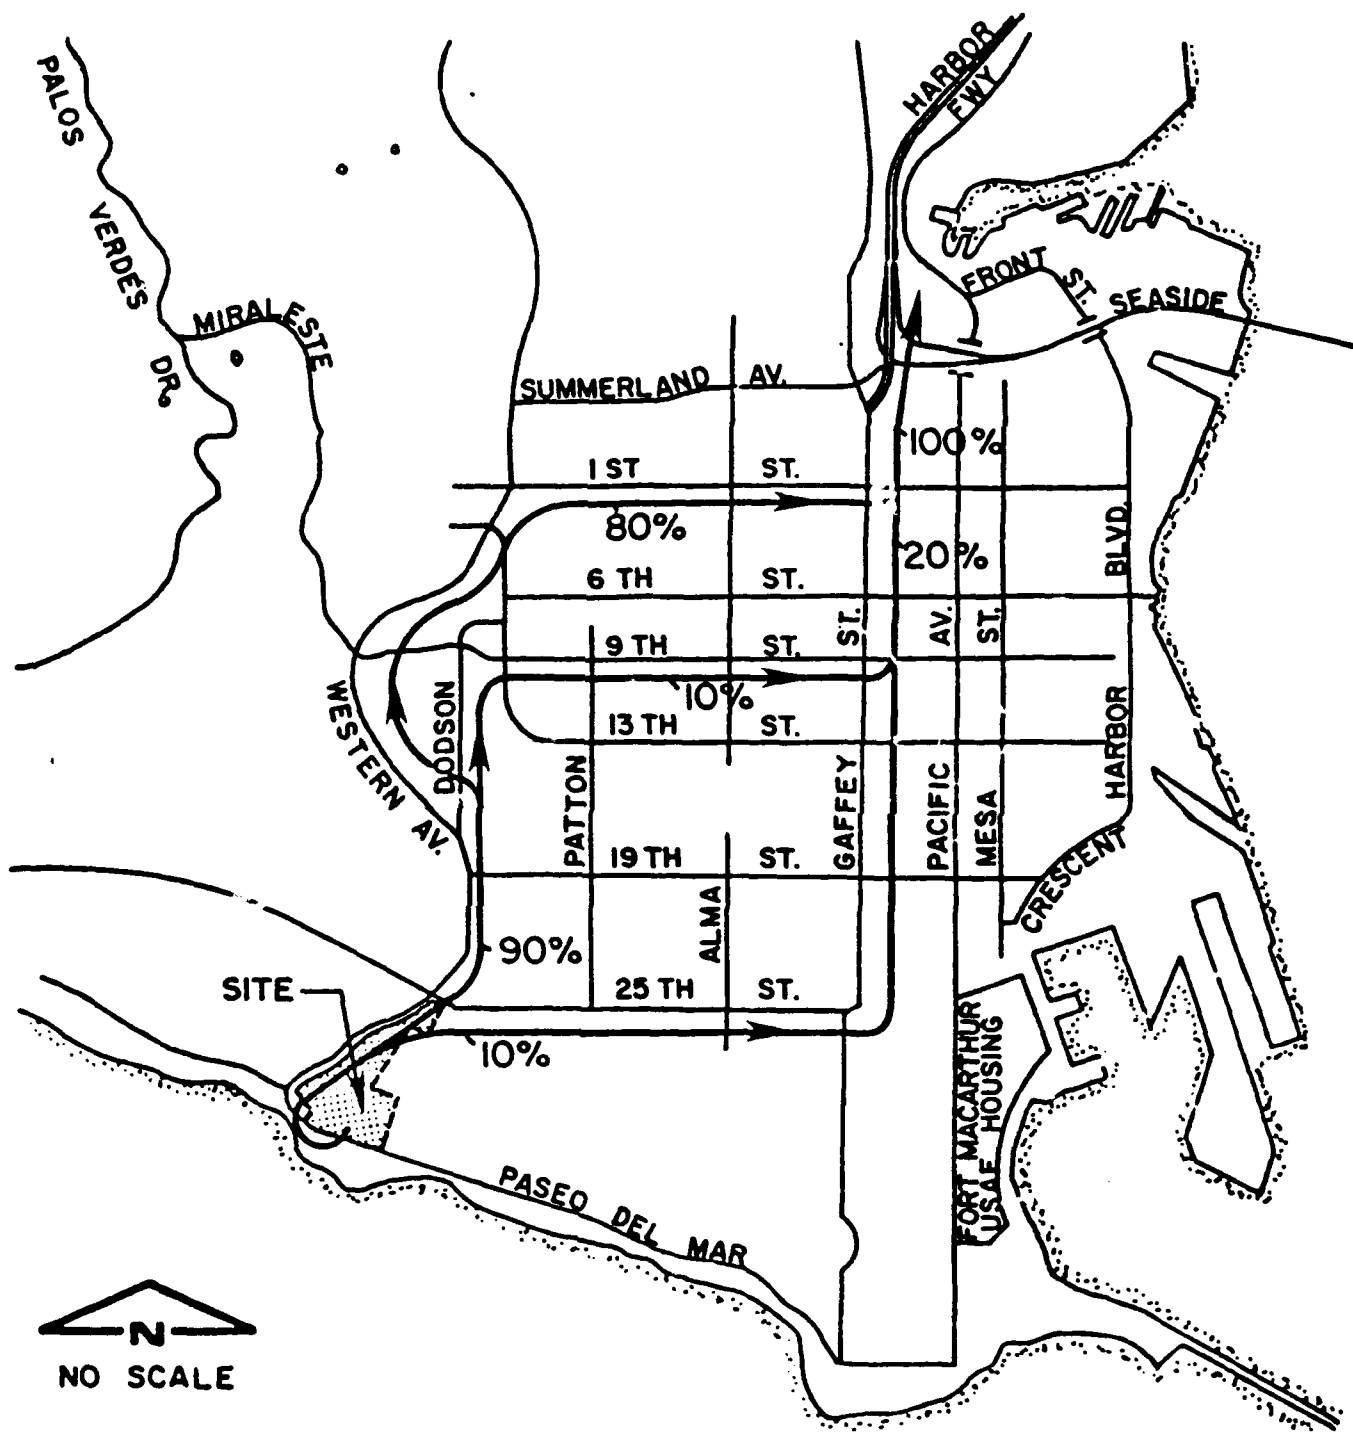 HARBOR
FWY
PALOS
VERDES
DR.
MIRALESTE
FRONT ST.
SEASIDE
SUMMERLAND AV.
100%
1 ST ST.
80%
20%
6 TH ST.
9 TH ST.
10%
13 TH ST.
WESTERN AV.
DODSON
PATTON
GAFFEY ST.
PACIFIC AV.
MESA ST.
HARBOR BLVD.
19 TH ST.
CRESCENT
ALMA
90%
SITE
25 TH ST.
10%
FORT MACARTHUR
USAF HOUSING
PASEO DEL MAR
N
NO SCALE